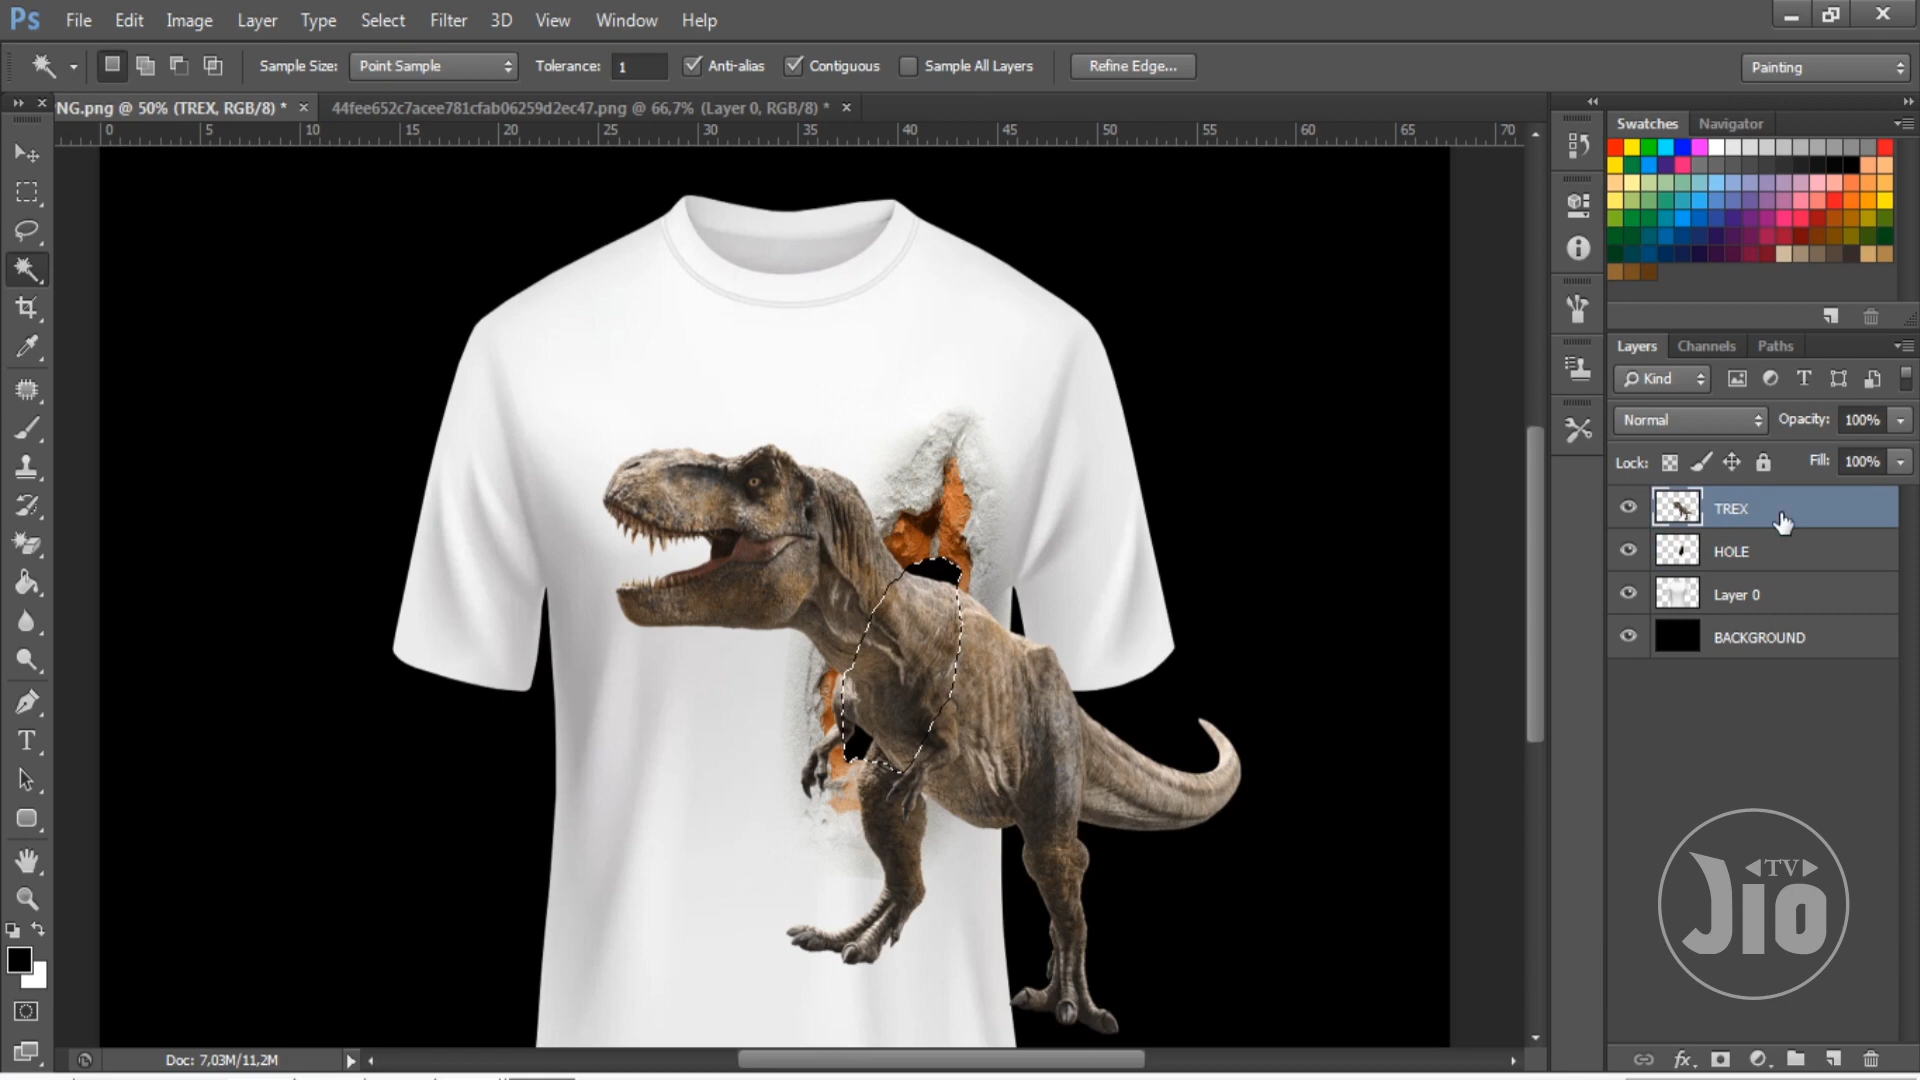 Ps File Edit Image Layer Type Select Filter 3D View Window Help
Sample Size: Point Sample Tolerance: 1 Anti-alias Contiguous Sample All Layers Refine Edge... Painting
NG.png @ 50% (TREX, RGB/8) * × 44fee652c7acee781cfab06259d2ec47.png @ 66,7% (Layer 0, RGB/8) * ×
0 5 10 15 20 25 30 35 40 45 50 55 60 65 70
Swatches Navigator
Layers Channels Paths
Kind
Normal Opacity: 100%
Lock: Fill: 100%
TREX
HOLE
Layer 0
BACKGROUND
TV
Jio
Doc: 7,03M/11,2M